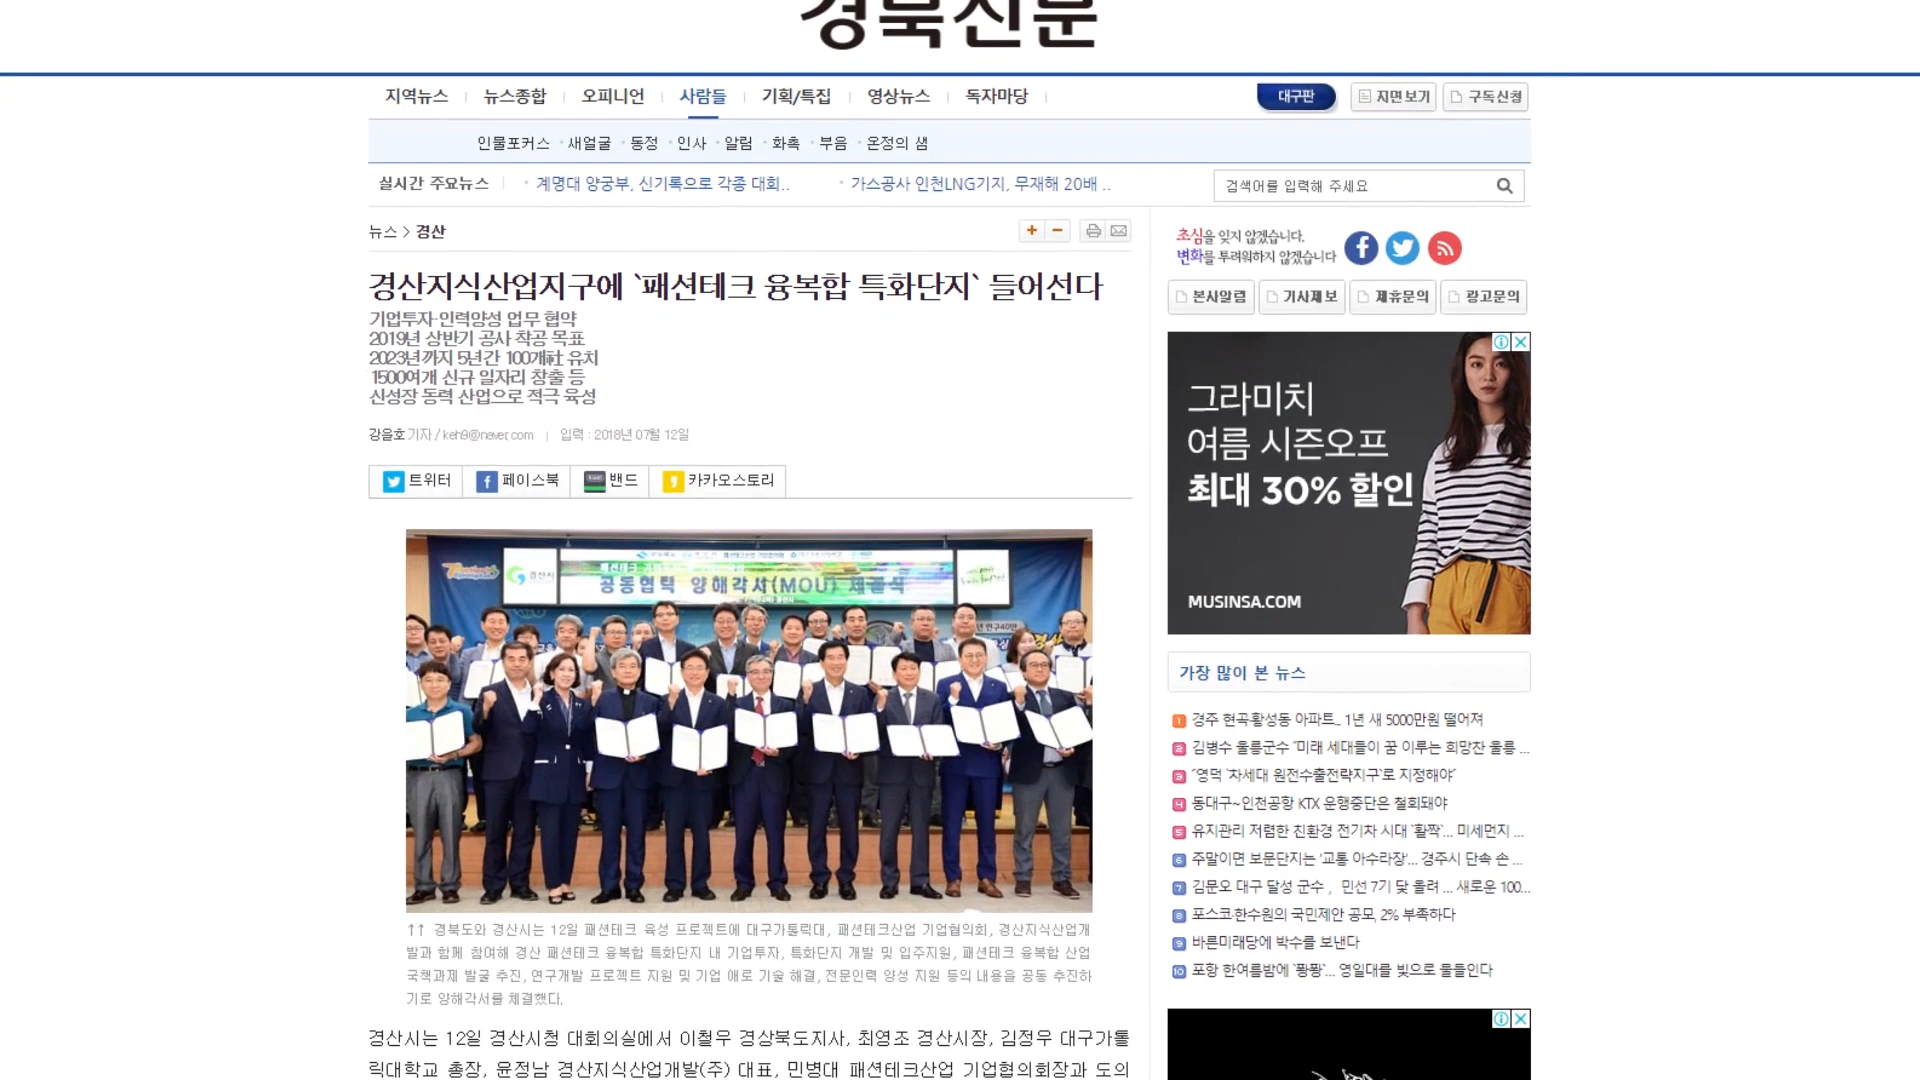 경북신문
지역뉴스 뉴스종합 오피니언 사람들 기획/특집 영상뉴스 독자마당 대구판 지면보기 구독신청
인물포커스 새얼굴 동정 인사 알림 화촉 부음 온정의 샘
실시간 주요뉴스 계명대 양궁부, 신기록으로 각종 대회.. 가스공사 인천LNG기지, 무재해 20배 .. 검색어를 입력해 주세요
뉴스 > 경산
경산지식산업지구에 `패션테크 융복합 특화단지` 들어선다
기업투자·인력양성 업무 협약
2019년 상반기 공사 착공 목표
2023년까지 5년간 100개社 유치
1500여개 신규 일자리 창출 등
신성장 동력 산업으로 적극 육성
강을호 기자 / keh9@naver.com | 입력 : 2018년 07월 12일
트위터 페이스북 밴드 카카오스토리
경산시
공동협력 양해각서(MOU) 체결식
↑↑ 경북도와 경산시는 12일 패션테크 육성 프로젝트에 대구가톨릭대, 패션테크산업 기업협의회, 경산지식산업개
발과 함께 참여해 경산 패션테크 융복합 특화단지 내 기업투자, 특화단지 개발 및 입주지원, 패션테크 융복합 산업
국책과제 발굴 추진, 연구개발 프로젝트 지원 및 기업 애로 기술 해결, 전문인력 양성 지원 등의 내용을 공동 추진하
기로 양해각서를 체결했다.
경산시는 12일 경산시청 대회의실에서 이철우 경상북도지사, 최영조 경산시장, 김정우 대구가톨
릭대학교 총장, 윤정남 경산지식산업개발(주) 대표, 민병대 패션테크산업 기업협의회장과 도의
초심을 잊지 않겠습니다.
변화를 두려워하지 않겠습니다
본사알림 기사제보 제휴문의 광고문의
그라미치
여름 시즌오프
최대 30% 할인
MUSINSA.COM
가장 많이 본 뉴스
1 경주 현곡·황성동 아파트.. 1년 새 5000만원 떨어져
2 김병수 울릉군수 "미래 세대들이 꿈 이루는 희망찬 울릉 ...
3 "영덕 `차세대 원전수출전략지구`로 지정해야"
4 동대구~인천공항 KTX 운행중단은 철회돼야
5 유지관리 저렴한 친환경 전기차 시대 `활짝`... 미세먼지 ...
6 주말이면 보문단지는 '교통 아수라장'... 경주시 단속 손 ...
7 김문오 대구 달성 군수 , 민선 7기 닻 올려 ... 새로운 100...
8 포스코·한수원의 국민제안 공모, 2% 부족하다
9 바른미래당에 박수를 보낸다
10 포항 한여름밤에 `펑펑`... 영일대를 빛으로 물들인다